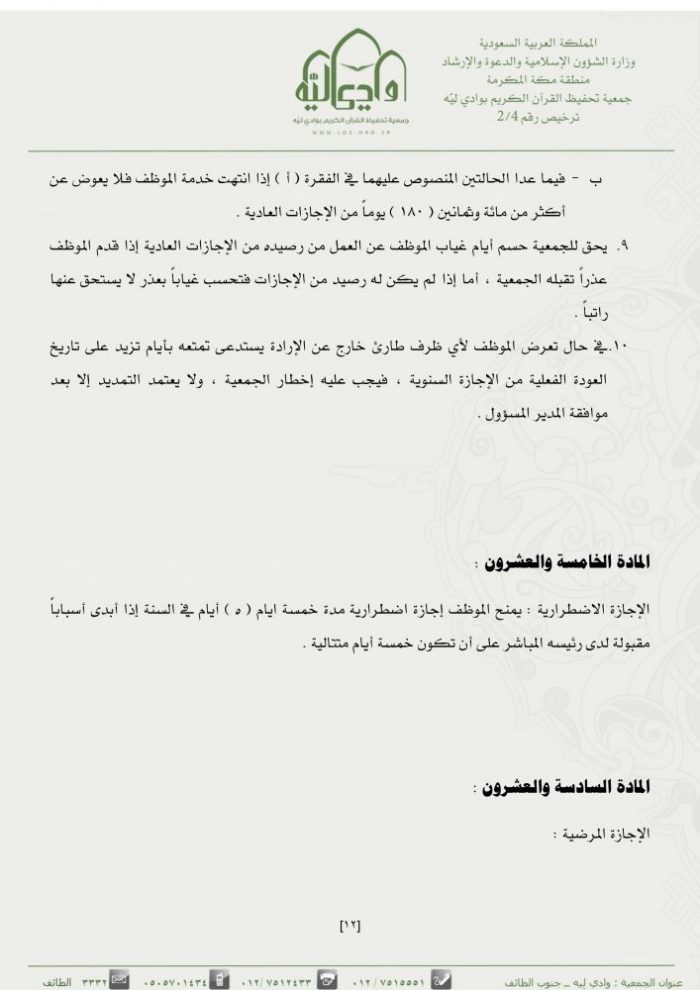 المملكة العربية السعودية
وزارة الشؤون الإسلامية والدعوة والإرشاد
منطقة مكة المكرمة
جمعية تحفيظ القرآن الكريم بوادي ليّه
ترخيص رقم 2/4
وادي ليّه
جمعية تحفيظ القرآن الكريم بوادي ليّه
ب - فيما عدا الحالتين المنصوص عليهما في الفقرة ( أ ) إذا انتهت خدمة الموظف فلا يعوض عن
أكثر من مائة وثمانين ( ١٨٠ ) يوماً من الإجازات العادية .
٩. يحق للجمعية حسم أيام غياب الموظف عن العمل من رصيده من الإجازات العادية إذا قدم الموظف
عذراً تقبله الجمعية ، أما إذا لم يكن له رصيد من الإجازات فتحسب غياباً بعذر لا يستحق عنها
راتباً .
١٠.في حال تعرض الموظف لأي ظرف طارئ خارج عن الإرادة يستدعى تمتعه بأيام تزيد على تاريخ
العودة الفعلية من الإجازة السنوية ، فيجب عليه إخطار الجمعية ، ولا يعتمد التمديد إلا بعد
موافقة المدير المسؤول .
المادة الخامسة والعشرون :
الإجازة الاضطرارية : يمنح الموظف إجازة اضطرارية مدة خمسة ايام ( ٥ ) أيام في السنة إذا أبدى أسباباً
مقبولة لدى رئيسه المباشر على أن تكون خمسة أيام متتالية .
المادة السادسة والعشرون :
الإجازة المرضية :
[١٢]
عنوان الجمعية : وادي ليه – جنوب الطائف ٠١٢/٧٥١٥٥٥١ ٠١٢/٧٥١٢٤٣٣ ٠٥٠٥٧٠١٤٣٤ ٣٣٣٢ الطائف